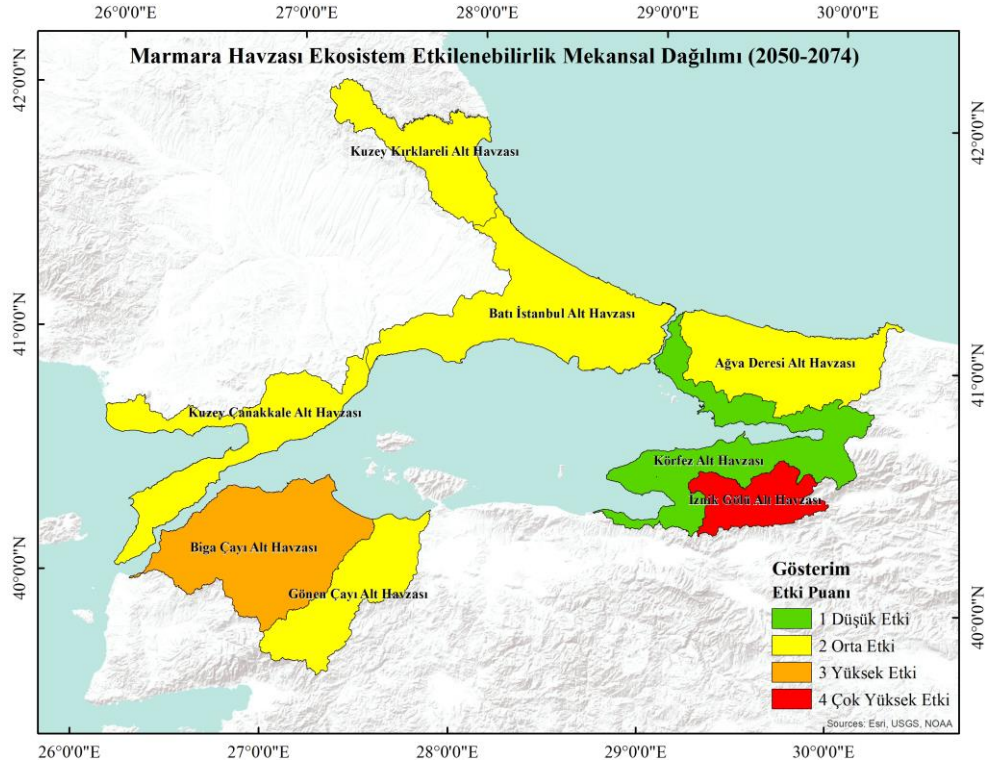 26°0'0"E 27°0'0"E 28°0'0"E 29°0'0"E 30°0'0"E
Marmara Havzası Ekosistem Etkilenebilirlik Mekansal Dağılımı (2050-2074)
42°0'0"N
42°0'0"N
Kuzey Kırklareli Alt Havzası
Batı İstanbul Alt Havzası
41°0'0"N
Ağva Deresi Alt Havzası
41°0'0"N
Kuzey Çanakkale Alt Havzası
Körfez Alt Havzası
İznik Gölü Alt Havzası
Biga Çayı Alt Havzası
40°0'0"N
Gönen Çayı Alt Havzası
Gösterim
Etki Puanı
1 Düşük Etki
40°0'0"N
2 Orta Etki
3 Yüksek Etki
4 Çok Yüksek Etki
Sources: Esri, USGS, NOAA
26°0'0"E 27°0'0"E 28°0'0"E 29°0'0"E 30°0'0"E